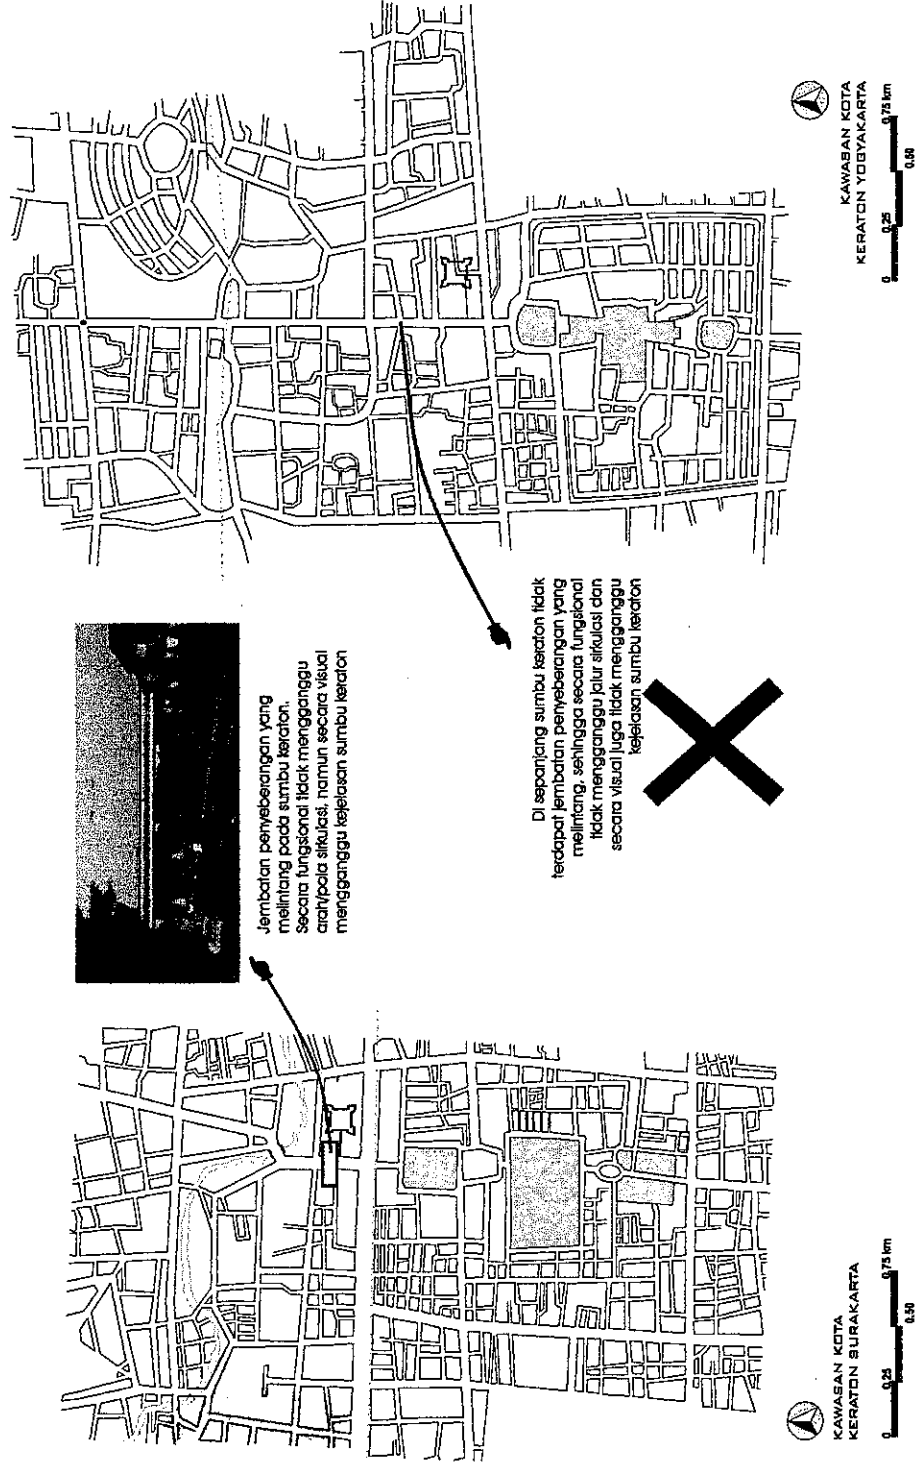 Jembatan penyeberangan yang
melintang pada sumbu keraton.
Secara fungsional tidak mengganggu
arah/pola sirkulasi, namun secara visual
mengganggu kejelasan sumbu keraton
Di sepanjang sumbu keraton tidak
terdapat jembatan penyeberangan yang
melintang, sehingga secara fungsional
tidak mengganggu jalur sirkulasi dan
secara visual juga tidak mengganggu
kejelasan sumbu keraton
KAWASAN KOTA
KERATON SURAKARTA
0 0.25 0.75 km
0.50
KAWASAN KOTA
KERATON YOGYAKARTA
0 0.25 0.75 km
0.50